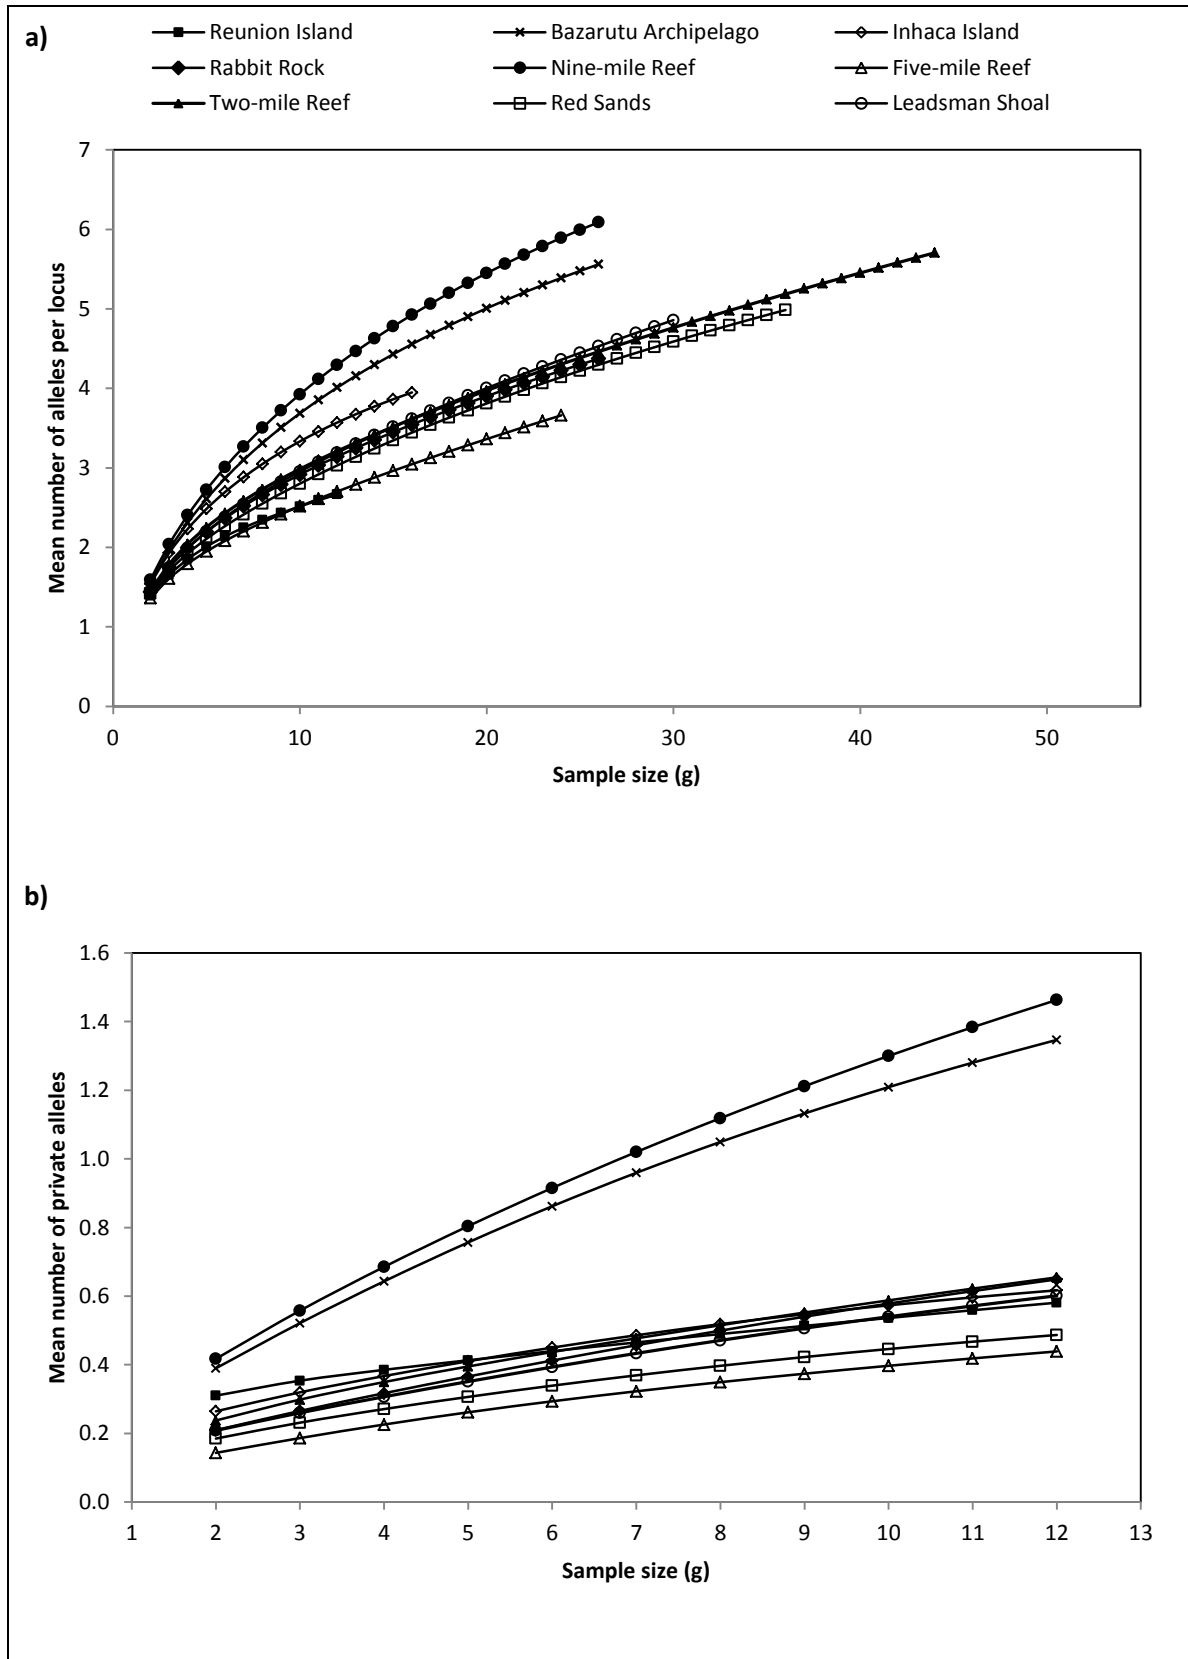 a)
Reunion Island Bazarutu Archipelago Inhaca Island
Rabbit Rock Nine-mile Reef Five-mile Reef
Two-mile Reef Red Sands Leadsman Shoal
7
6
5
4
3
2
1
0
Mean number of alleles per locus
0 10 20 30 40 50
Sample size (g)
b)
1.6
1.4
1.2
1.0
0.8
0.6
0.4
0.2
0.0
Mean number of private alleles
1 2 3 4 5 6 7 8 9 10 11 12 13
Sample size (g)